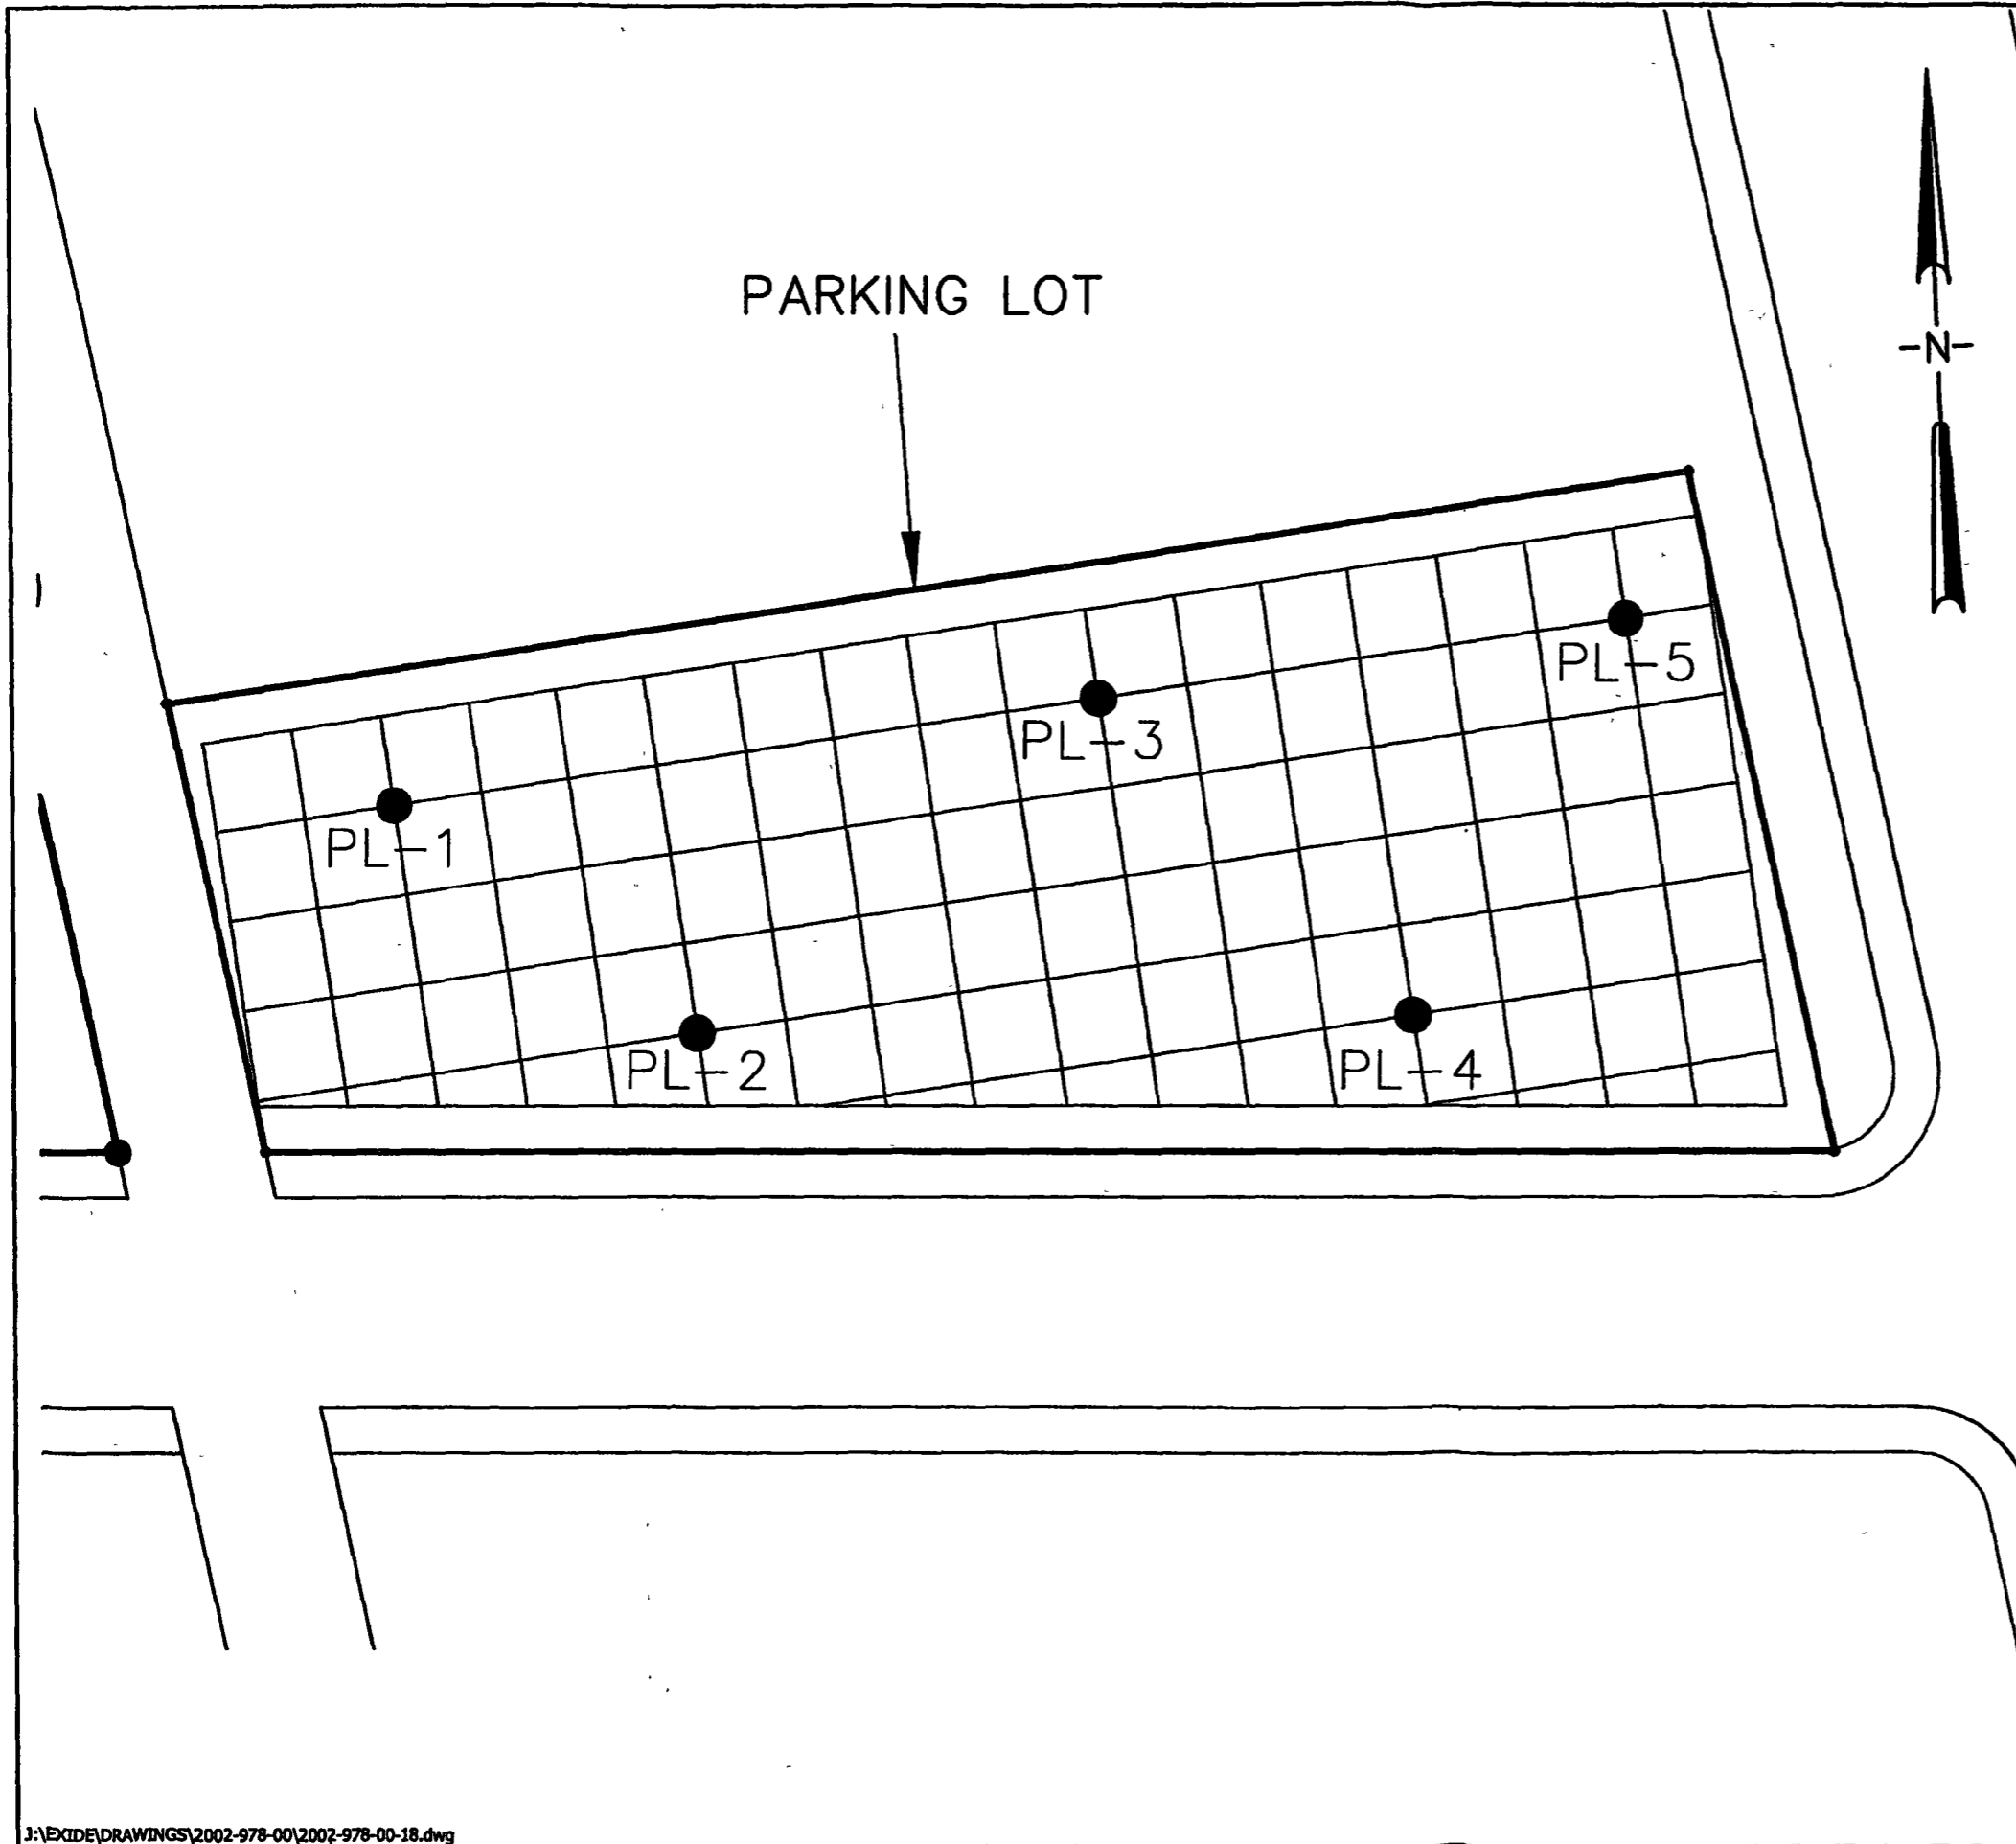 PARKING LOT
-N-
PL-5
PL-3
PL-1
PL-2
PL-4
J:\EXIDE\DRAWINGS\2002-978-00\2002-978-00-18.dwg